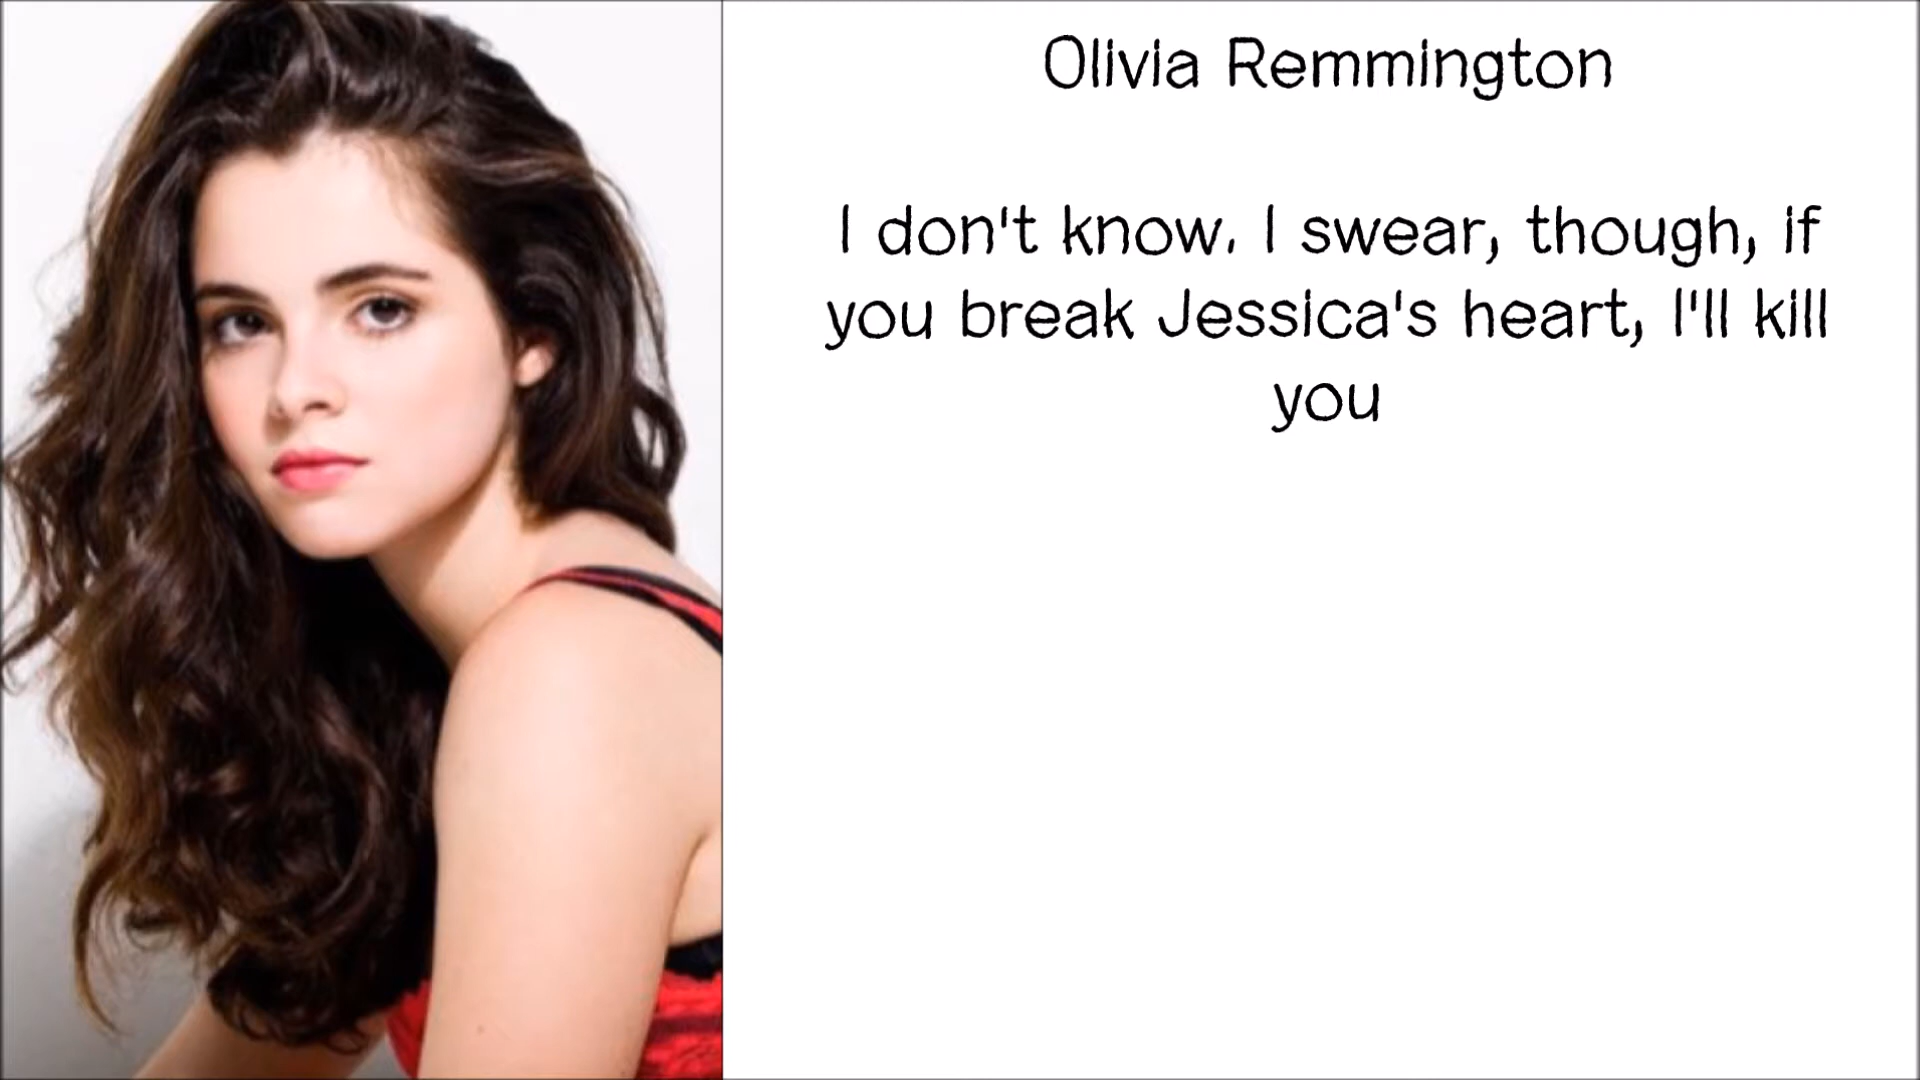 Olivia Remmington
I don't know. I swear, though, if
you break Jessica's heart, I'll kill
you